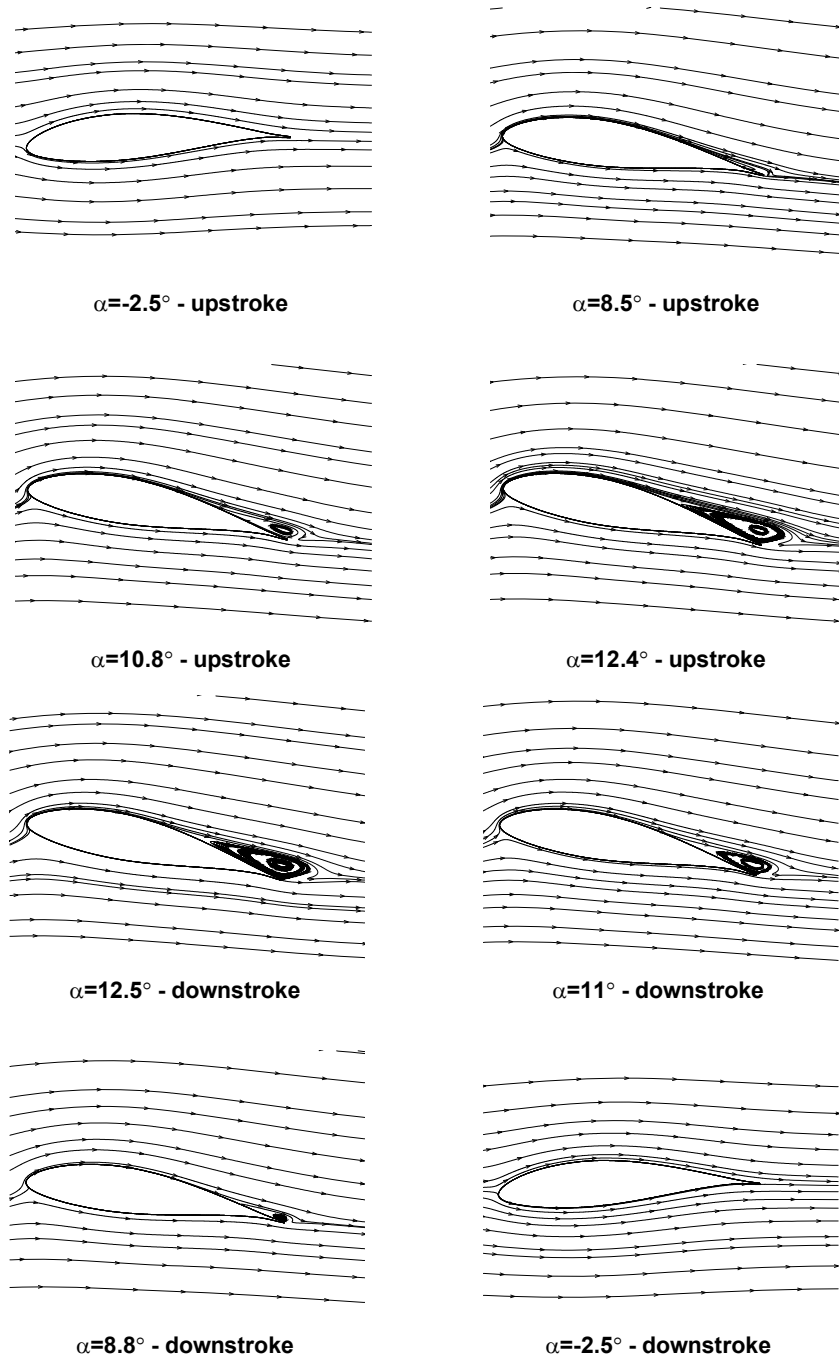 α=-2.5° - upstroke
α=8.5° - upstroke
α=10.8° - upstroke
α=12.4° - upstroke
α=12.5° - downstroke
α=11° - downstroke
α=8.8° - downstroke
α=-2.5° - downstroke